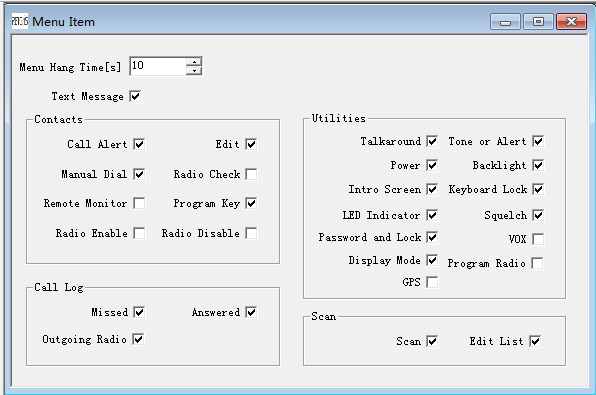 Menu Item
Menu Hang Time[s] 10
Text Message
Contacts
Call Alert Edit
Manual Dial Radio Check
Remote Monitor Program Key
Radio Enable Radio Disable
Call Log
Missed Answered
Outgoing Radio
Utilities
Talkaround Tone or Alert
Power Backlight
Intro Screen Keyboard Lock
LED Indicator Squelch
Password and Lock VOX
Display Mode Program Radio
GPS
Scan
Scan Edit List